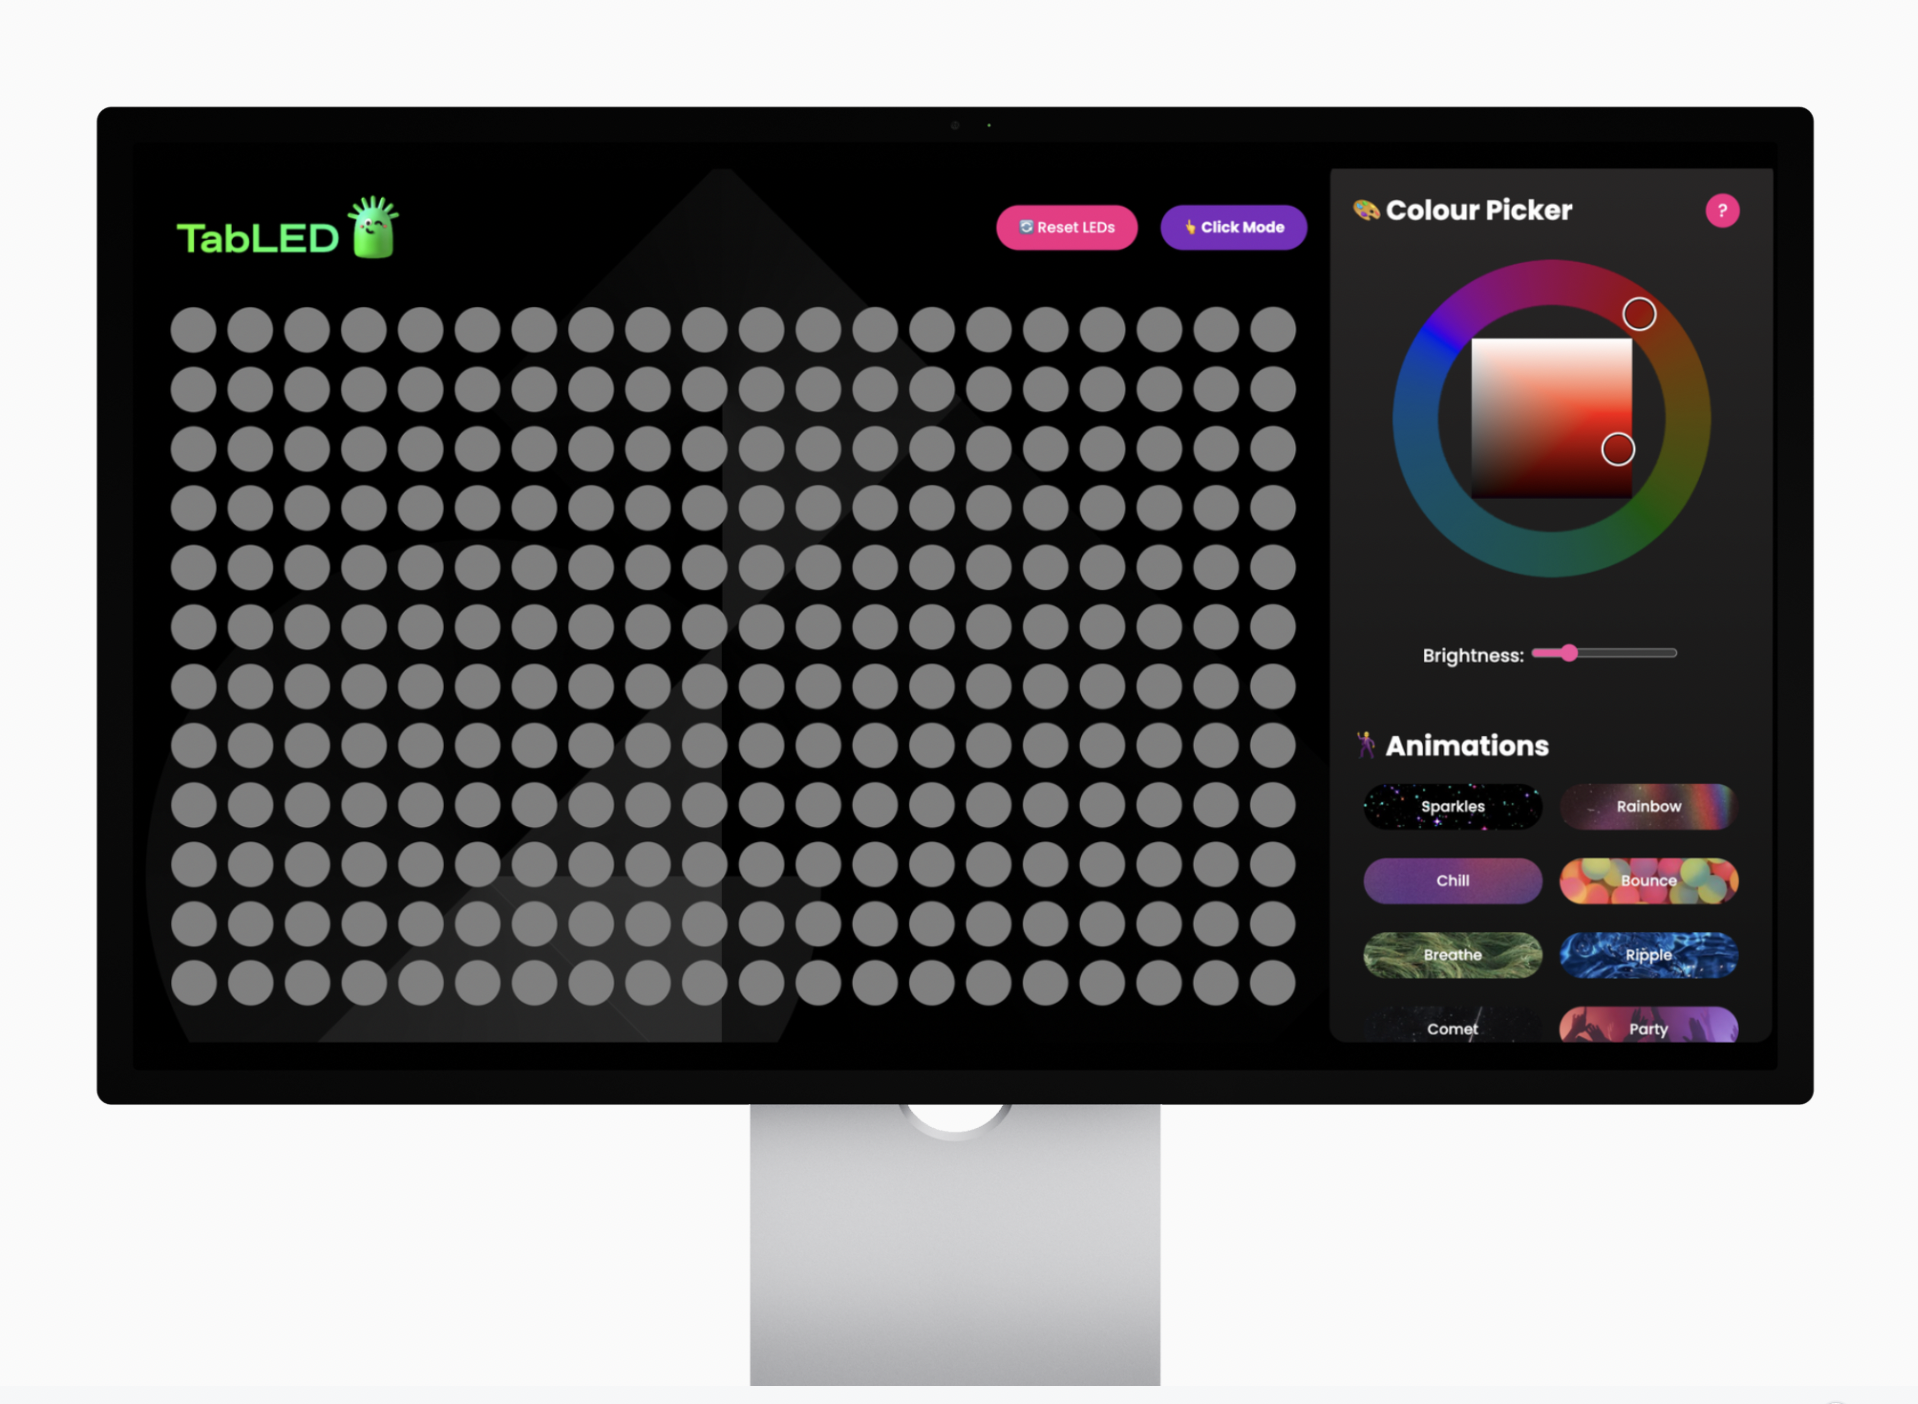 TabLED
Reset LEDs
Click Mode
Colour Picker
?
Brightness:
Animations
Sparkles
Rainbow
Chill
Bounce
Breathe
Ripple
Comet
Party